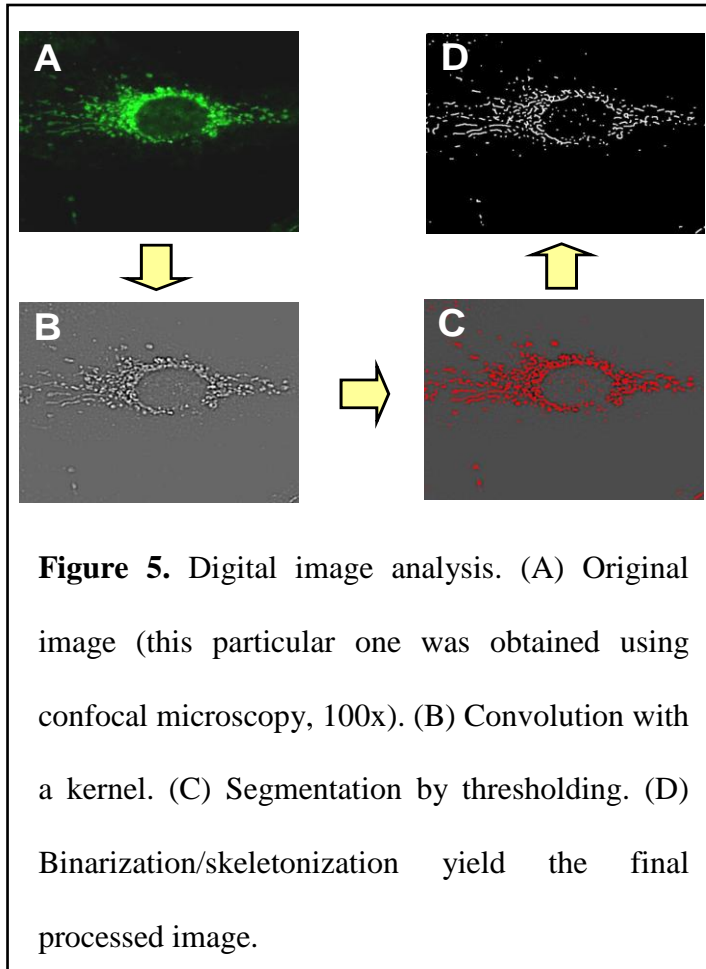 A
D
B
C
Figure 5. Digital image analysis. (A) Original
image (this particular one was obtained using
confocal microscopy, 100x). (B) Convolution with
a kernel. (C) Segmentation by thresholding. (D)
Binarization/skeletonization yield the final
processed image.